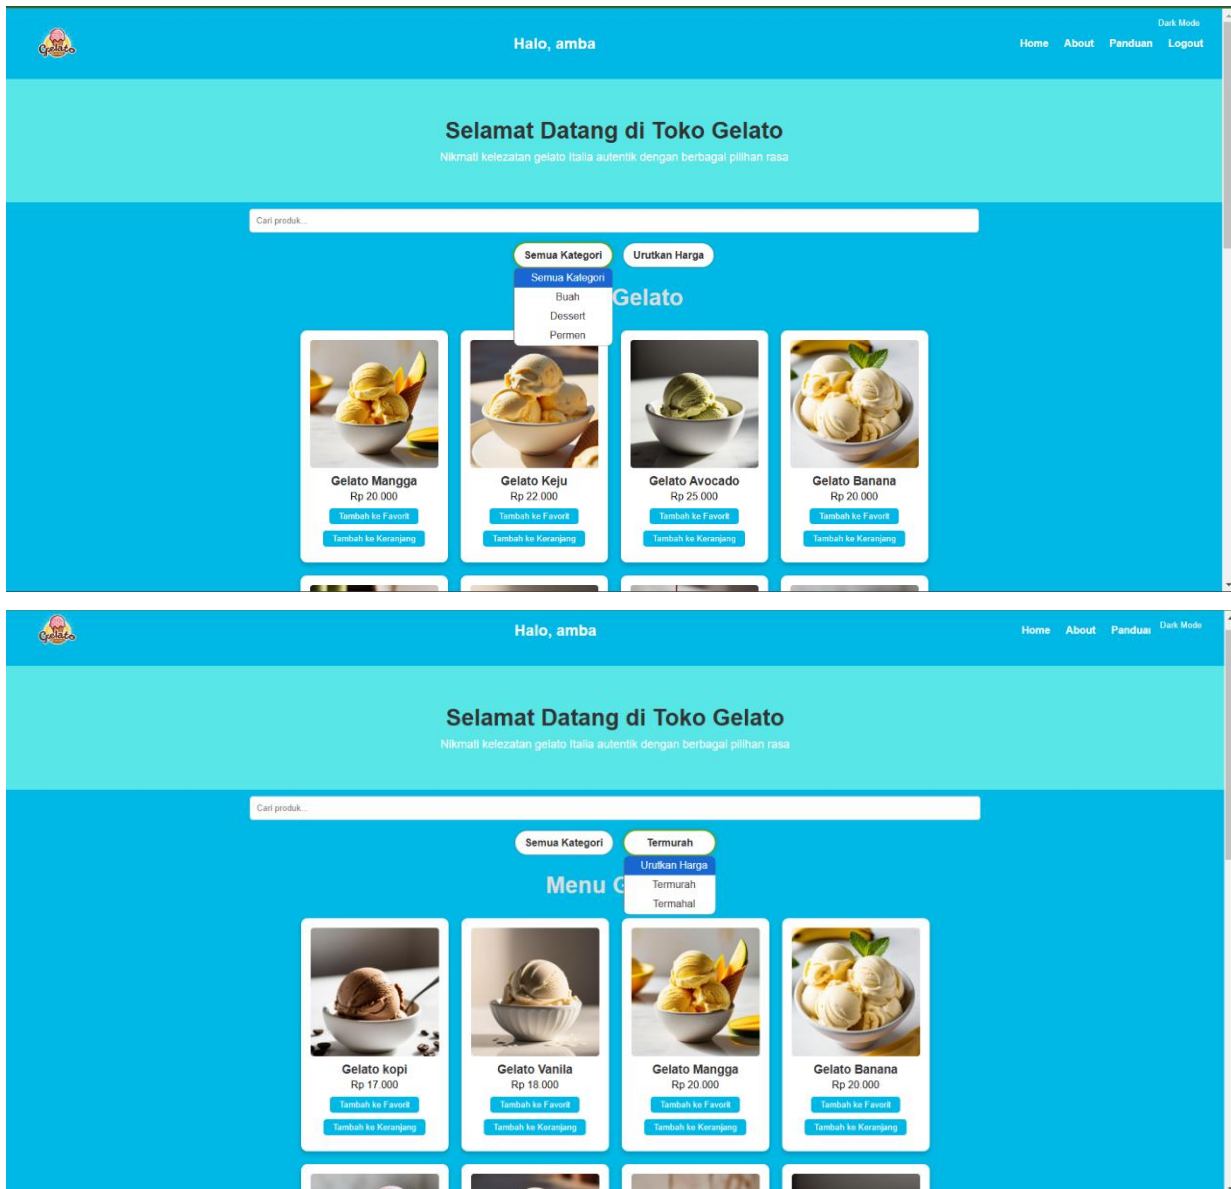 Gelato
Halo, amba
Dark Mode
Home About Panduan Logout
Selamat Datang di Toko Gelato
Nikmati kelezatan gelato Italia autentik dengan berbagai pilihan rasa
Cari produk...
Semua Kategori Urutkan Harga
Semua Kategori
Buah
Dessert
Permen
Gelato
Gelato Mangga Gelato Keju Gelato Avocado Gelato Banana
Rp 20.000 Rp 22.000 Rp 25.000 Rp 20.000
Tambah ke Favorit Tambah ke Favorit Tambah ke Favorit Tambah ke Favorit
Tambah ke Keranjang Tambah ke Keranjang Tambah ke Keranjang Tambah ke Keranjang
Gelato
Halo, amba
Home About Panduan Dark Mode
Selamat Datang di Toko Gelato
Nikmati kelezatan gelato Italia autentik dengan berbagai pilihan rasa
Cari produk...
Semua Kategori Termurah
Urutkan Harga
Termurah
Termahal
Menu G
Gelato kopi Gelato Vanila Gelato Mangga Gelato Banana
Rp 17.000 Rp 18.000 Rp 20.000 Rp 20.000
Tambah ke Favorit Tambah ke Favorit Tambah ke Favorit Tambah ke Favorit
Tambah ke Keranjang Tambah ke Keranjang Tambah ke Keranjang Tambah ke Keranjang